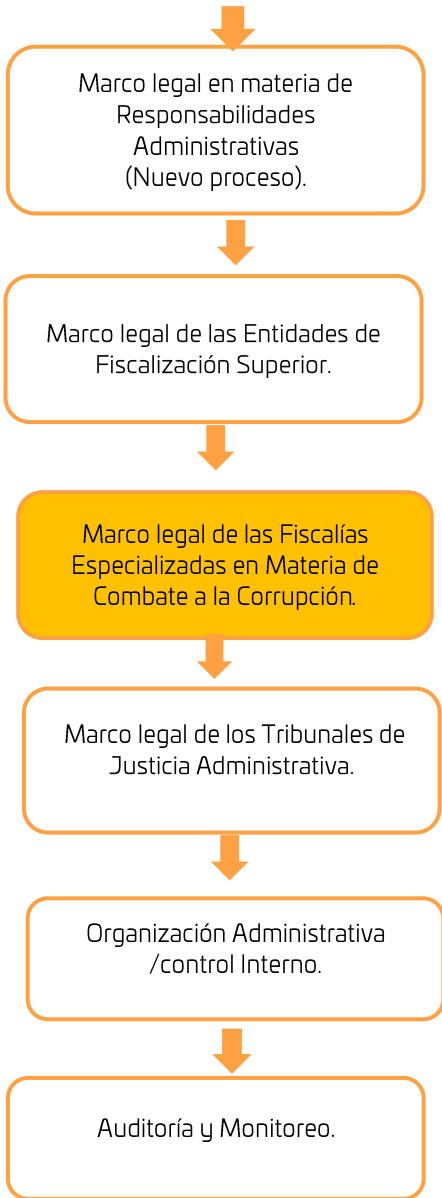 Marco legal en materia de
Responsabilidades
Administrativas
(Nuevo proceso).
Marco legal de las Entidades de
Fiscalización Superior.
Marco legal de las Fiscalías
Especializadas en Materia de
Combate a la Corrupción.
Marco legal de los Tribunales de
Justicia Administrativa.
Organización Administrativa
/control Interno.
Auditoría y Monitoreo.